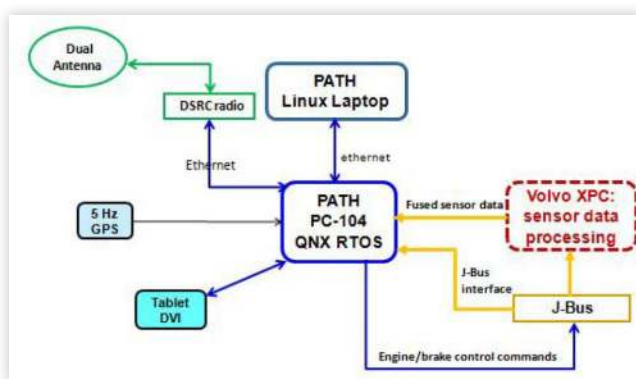 Dual
Antenna
DSRC radio
PATH
Linux Laptop
Ethernet
ethernet
5 Hz
GPS
PATH
PC-104
QNX RTOS
Fused sensor data
Volvo XPC:
sensor data
processing
J-Bus
interface
Tablet
DVI
J-Bus
Engine/brake control commands